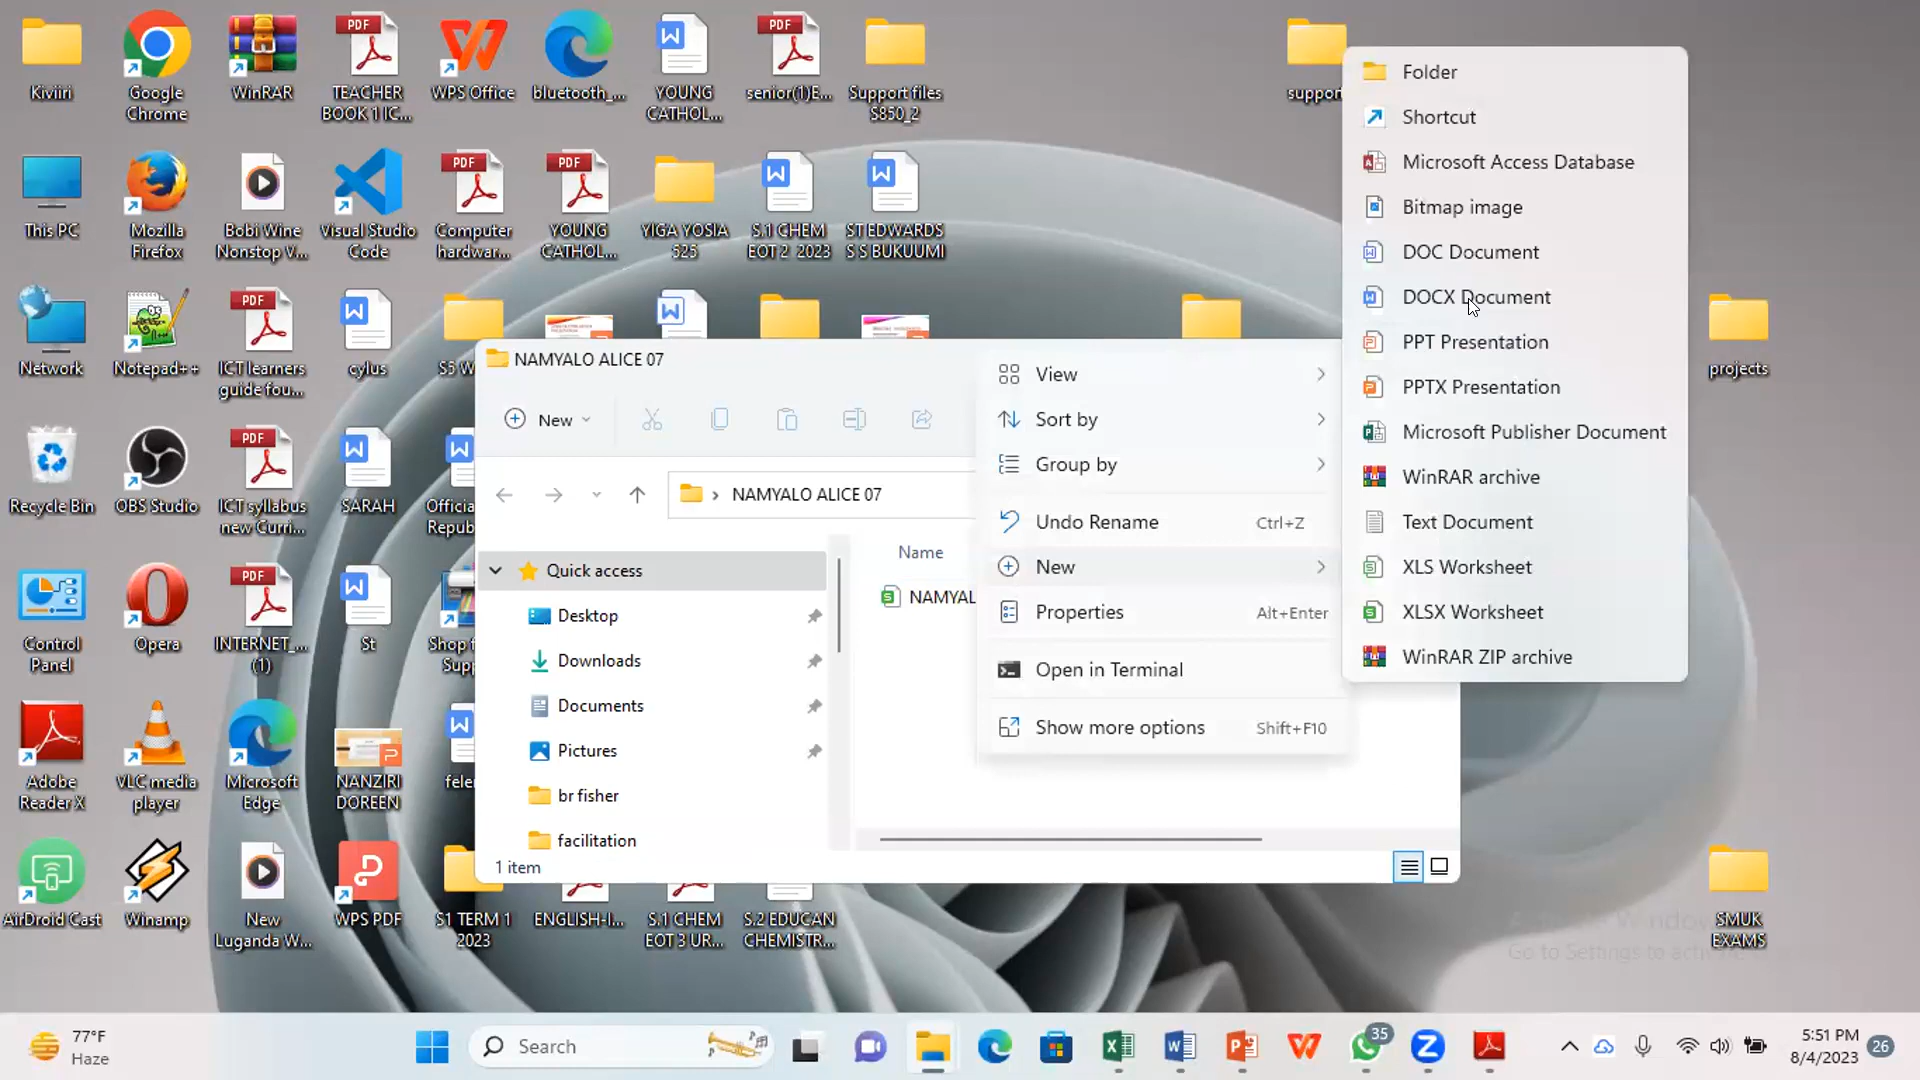 Kiviiri
Google
Chrome
WinRAR
TEACHER
BOOK 1 IC...
WPS Office
bluetooth_...
YOUNG
CATHOL...
senior(1)E...
Support files
S850_2
support
This PC
Mozilla
Firefox
Bobi Wine
Nonstop V...
Visual Studio
Code
Computer
hardwar...
YOUNG
CATHOL...
YIGA YOSIA
525
S.1 CHEM
EOT 2 2023
ST EDWARD'S
S S BUKUUMI
Network
Notepad++
ICT learners
guide fou...
cylus
S5 W
projects
Recycle Bin
OBS Studio
ICT syllabus
new Curri...
SARAH
Officia
Repub
Control
Panel
Opera
INTERNET_...
(1)
St
Shop f
Supp
Adobe
Reader X
VLC media
player
Microsoft
Edge
NANZIRI
DOREEN
feler
AirDroid Cast
Winamp
New
Luganda W...
WPS PDF
S1 TERM 1
2023
ENGLISH-I...
S.1 CHEM
EOT 3 UR...
S.2 EDUCAN
CHEMISTR...
SMUK
EXAMS
NAMYALO ALICE 07
New
NAMYALO ALICE 07
Name
NAMYAL
Quick access
Desktop
Downloads
Documents
Pictures
br fisher
facilitation
1 item
View
Sort by
Group by
Undo Rename Ctrl+Z
New
Properties Alt+Enter
Open in Terminal
Show more options Shift+F10
Folder
Shortcut
Microsoft Access Database
Bitmap image
DOC Document
DOCX Document
PPT Presentation
PPTX Presentation
Microsoft Publisher Document
WinRAR archive
Text Document
XLS Worksheet
XLSX Worksheet
WinRAR ZIP archive
Go to Settings to
77°F
Haze
Search
35
5:51 PM
8/4/2023
26